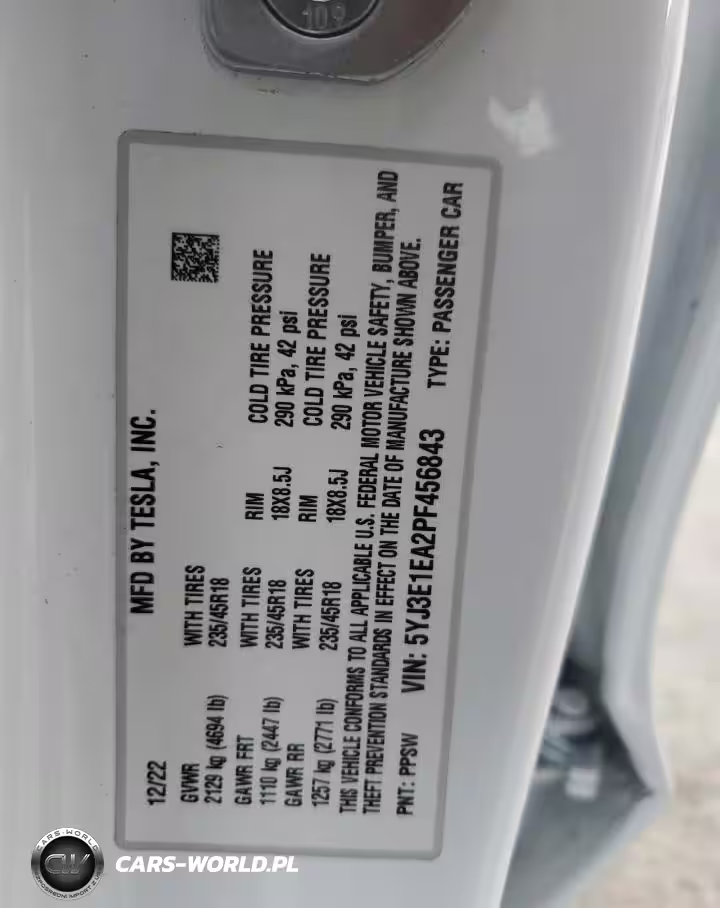 109
MFD BY TESLA, INC.
12/22
GVWR WITH TIRES
2129 kg (4694 lb) 235/45R18
GAWR FRT WITH TIRES RIM COLD TIRE PRESSURE
1110 kg (2447 lb) 235/45R18 18X8.5J 290 kPa, 42 psi
GAWR RR WITH TIRES RIM COLD TIRE PRESSURE
1257 kg (2771 lb) 235/45R18 18X8.5J 290 kPa, 42 psi
THIS VEHICLE CONFORMS TO ALL APPLICABLE U.S. FEDERAL MOTOR VEHICLE SAFETY, BUMPER, AND
THEFT PREVENTION STANDARDS IN EFFECT ON THE DATE OF MANUFACTURE SHOWN ABOVE.
PNT: PPSW VIN: 5YJ3E1EA2PF456843 TYPE: PASSENGER CAR
CARS-WORLD
CW
CARS-WORLD.PL